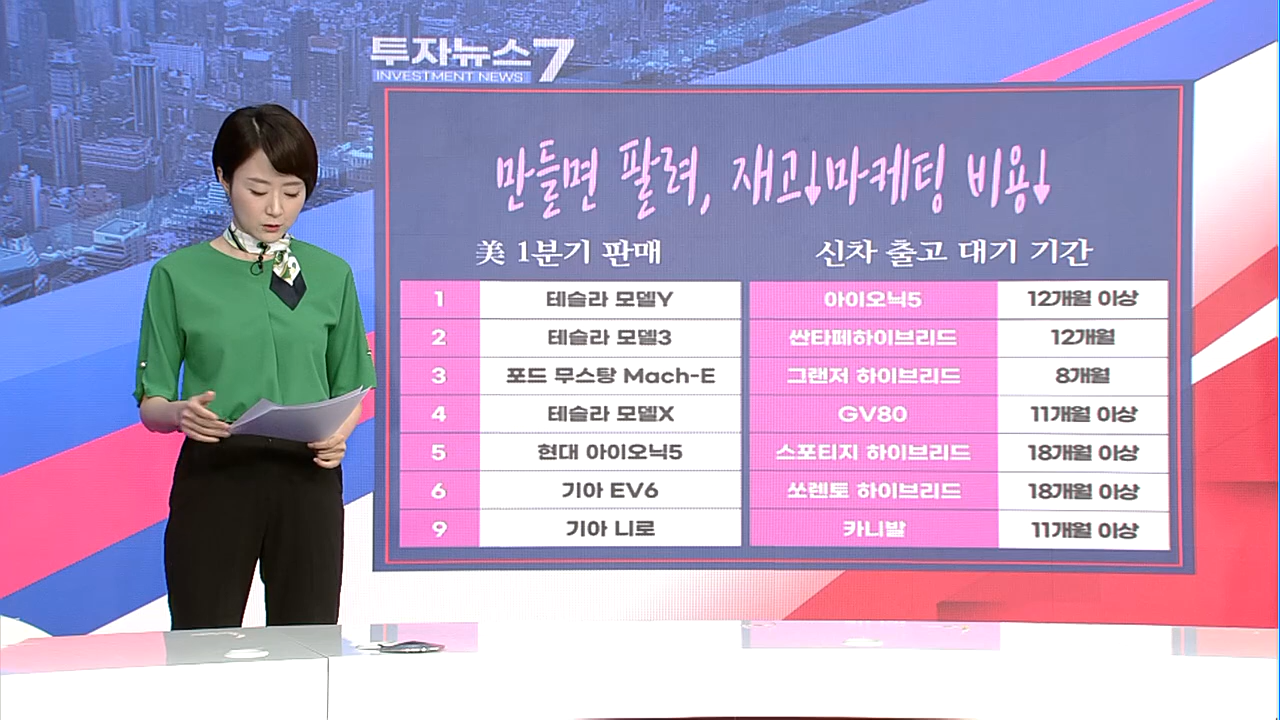 투자뉴스 7
INVESTMENT NEWS
만들면 팔려, 재고↓마케팅 비용↓
美 1분기 판매
신차 출고 대기 기간
1 테슬라 모델Y
2 테슬라 모델3
3 포드 무스탕 Mach-E
4 테슬라 모델X
5 현대 아이오닉5
6 기아 EV6
9 기아 니로
아이오닉5 12개월 이상
싼타페하이브리드 12개월
그랜저 하이브리드 8개월
GV80 11개월 이상
스포티지 하이브리드 18개월 이상
쏘렌토 하이브리드 18개월 이상
카니발 11개월 이상